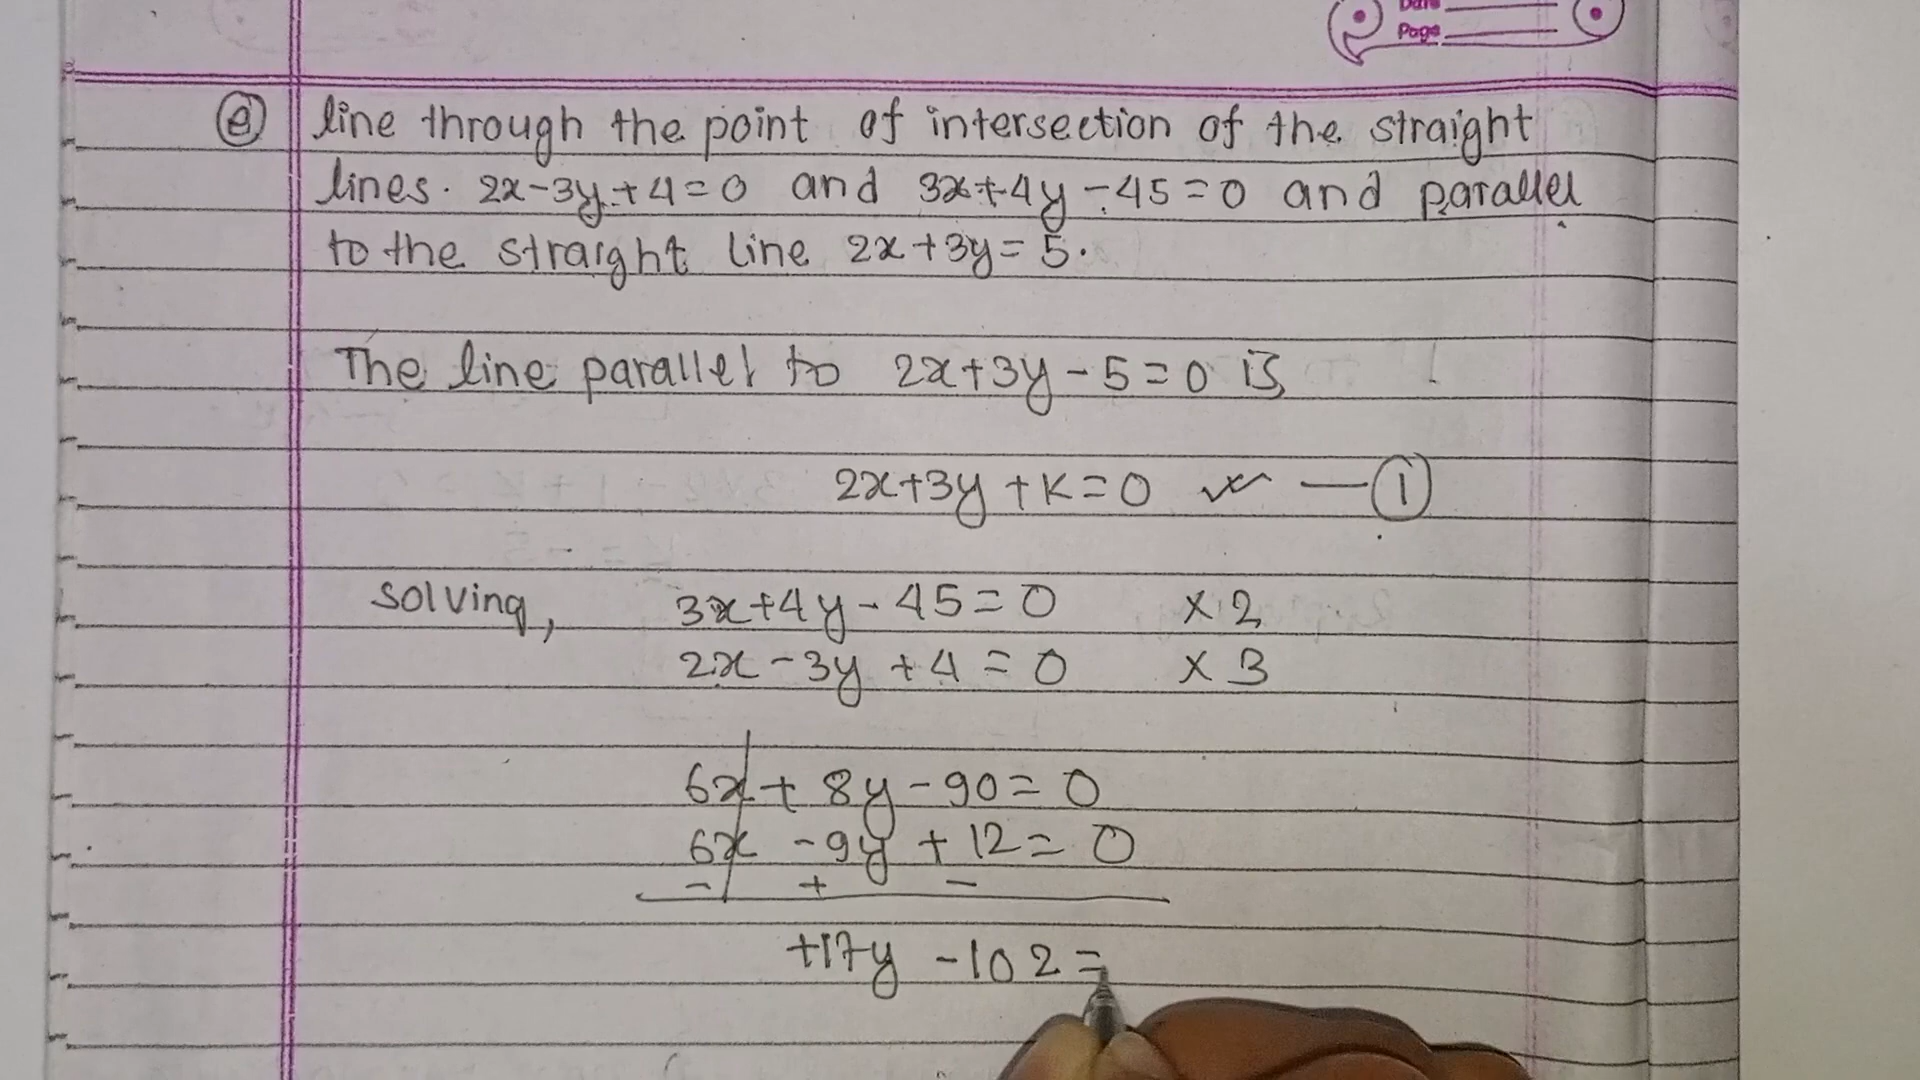 Date
Page
e line through the point of intersection of the straight
lines. 2x-3y+4=0 and 3x+4y-45=0 and parallel
to the straight line 2x+3y=5.
The line parallel to 2x+3y-5=0 is
2x+3y+K=0 — 1
solving, 3x+4y-45=0 ×2
2x-3y+4=0 ×3
6x+8y-90=0
6x-9y+12=0
- + -
+17y -102=